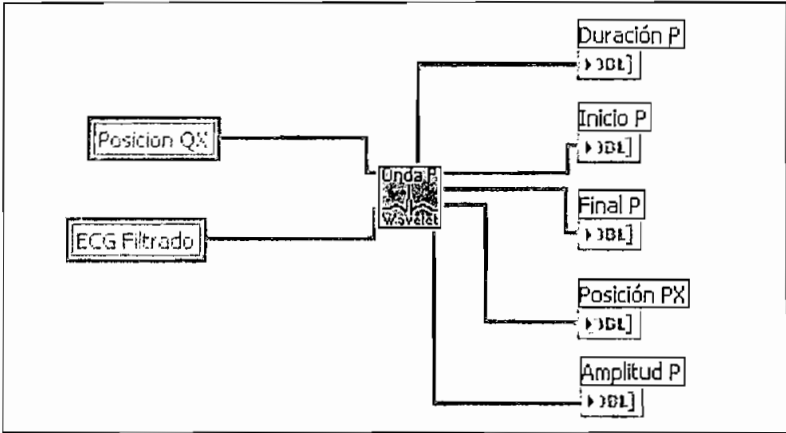 Duración P
DBL]
Inicio P
DBL]
Posicion QX
Onda P
Wavelet
Final P
DBL]
ECG Filtrado
Posición PX
DBL]
Amplitud P
DBL]